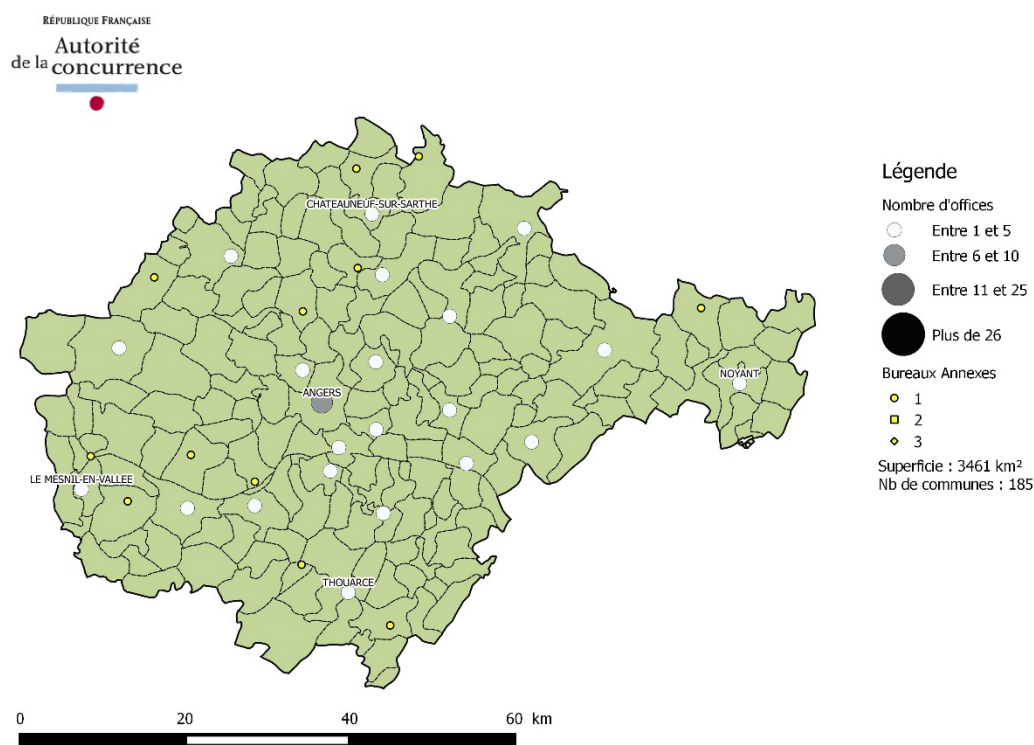 RÉPUBLIQUE FRANÇAISE
Autorité
de la concurrence
CHATEAUNEUF-SUR-SARTHE
ANGERS
NOYANT
LE MESNIL-EN-VALLEE
THOUARCE
Légende
Nombre d'offices
Entre 1 et 5
Entre 6 et 10
Entre 11 et 25
Plus de 26
Bureaux Annexes
1
2
3
Superficie : 3461 km²
Nb de communes : 185
0 20 40 60 km